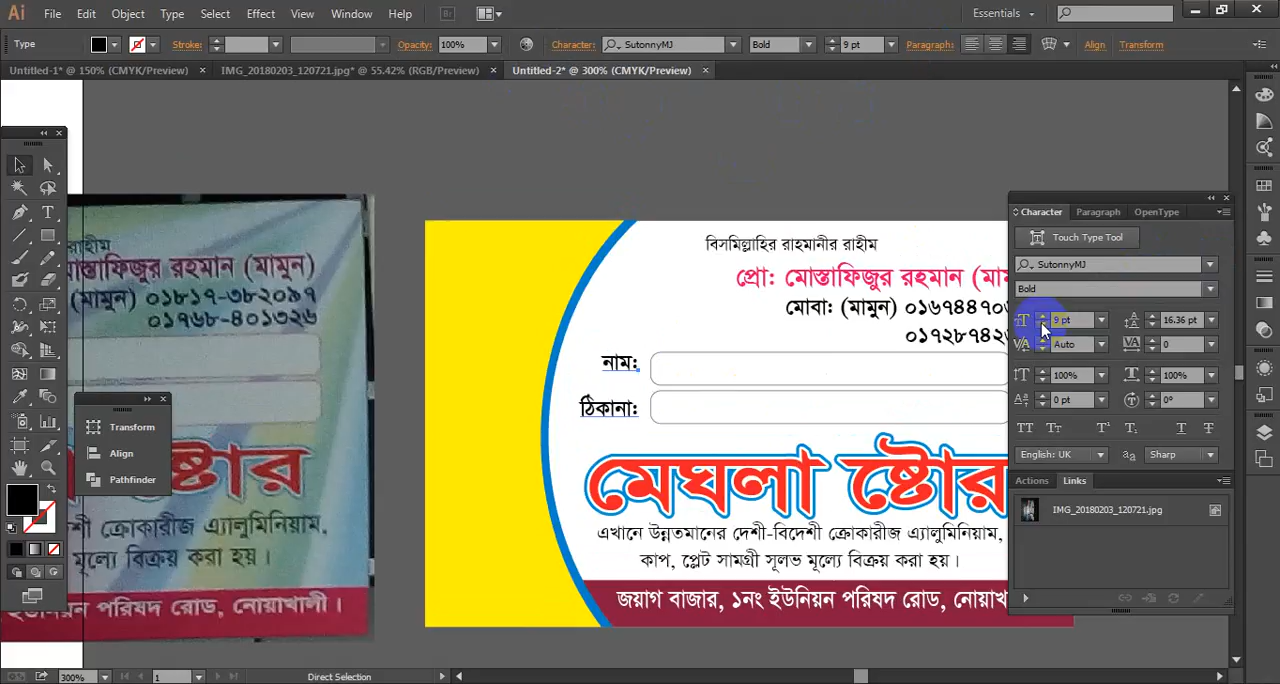 Ai File Edit Object Type Select Effect View Window Help Br Essentials
Type Stroke: Opacity: 100% Character: SutonnyMJ Bold 9 pt Paragraph: Align Transform
Untitled-1* @ 150% (CMYK/Preview) × IMG_20180203_120721.jpg* @ 55.42% (RGB/Preview) × Untitled-2* @ 300% (CMYK/Preview) ×
রাহীম
মোস্তাফিজুর রহমান (মামুন)
(মামুন) ০১৮১৭-৩৮২০৯৭
০১৭৬৮-৪০১৩২৬
ষ্টোর
শী ক্রোকারীজ এ্যালুমিনিয়াম,
মূল্যে বিক্রয় করা হয়।
ইউনিয়ন পরিষদ রোড, নোয়াখালী।
Transform
Align
Pathfinder
বিসমিল্লাহির রাহমানীর রাহীম
প্রো: মোস্তাফিজুর রহমান (মাম
মোবা: (মামুন) ০১৬৭৪৪৭০
০১৭২৮৭৪২
নাম:
ঠিকানা:
মেঘলা ষ্টোর
এখানে উন্নতমানের দেশী-বিদেশী ক্রোকারীজ এ্যালুমিনিয়াম,
কাপ, প্লেট সামগ্রী সূলভ মূল্যে বিক্রয় করা হয়।
জয়াগ বাজার, ১নং ইউনিয়ন পরিষদ রোড, নোয়া
Character Paragraph OpenType
Touch Type Tool
SutonnyMJ
Bold
9 pt 16.36 pt
Auto 0
100% 100%
0 pt 0°
English: UK Sharp
Actions Links
IMG_20180203_120721.jpg
300% 1 Direct Selection